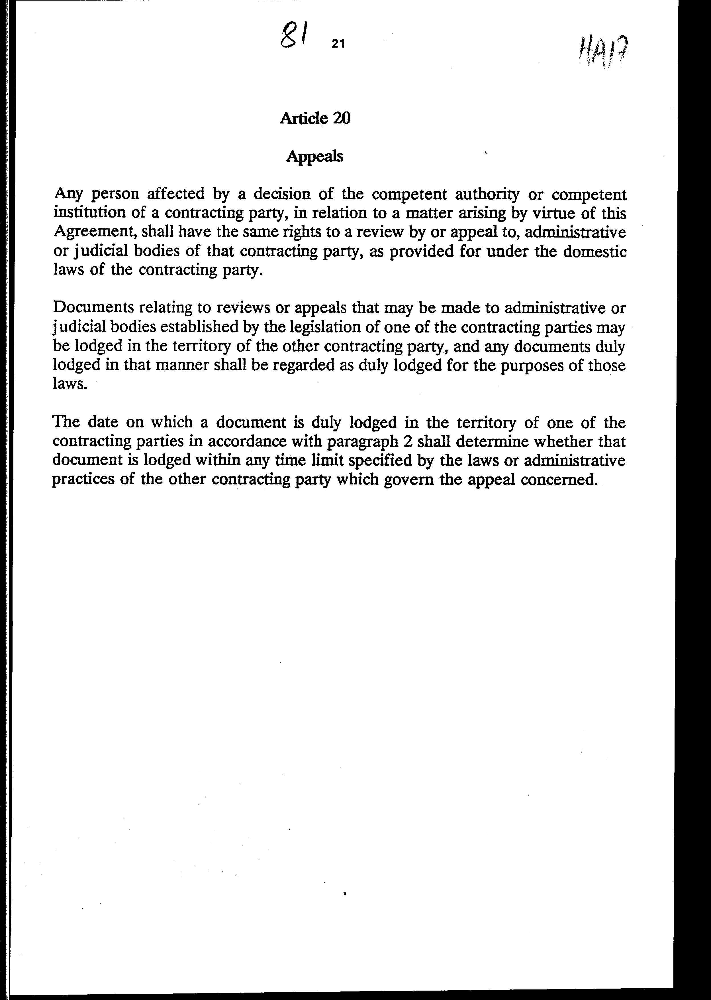 81 21 HA17
Article 20
Appeals
Any person affected by a decision of the competent authority or competent
institution of a contracting party, in relation to a matter arising by virtue of this
Agreement, shall have the same rights to a review by or appeal to, administrative
or judicial bodies of that contracting party, as provided for under the domestic
laws of the contracting party.
Documents relating to reviews or appeals that may be made to administrative or
judicial bodies established by the legislation of one of the contracting parties may
be lodged in the territory of the other contracting party, and any documents duly
lodged in that manner shall be regarded as duly lodged for the purposes of those
laws.
The date on which a document is duly lodged in the territory of one of the
contracting parties in accordance with paragraph 2 shall determine whether that
document is lodged within any time limit specified by the laws or administrative
practices of the other contracting party which govern the appeal concerned.